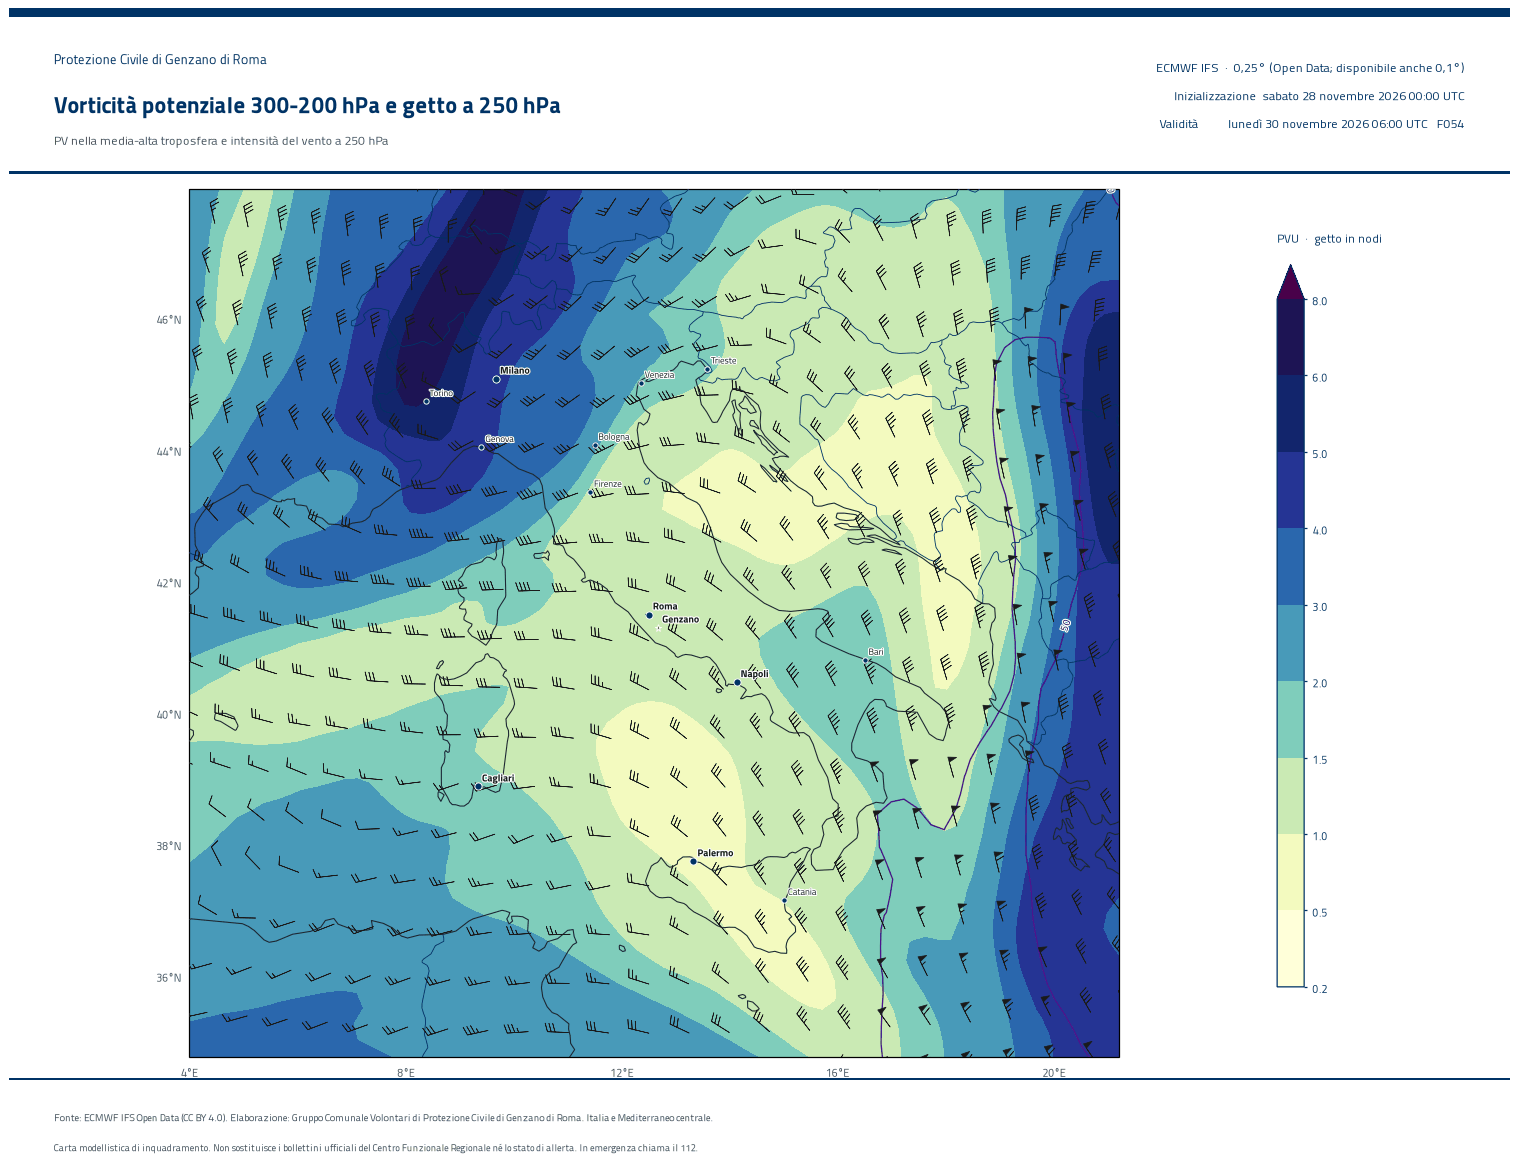 Protezione Civile di Genzano di Roma
Vorticità potenziale 300-200 hPa e getto a 250 hPa
PV nella media-alta troposfera e intensità del vento a 250 hPa
ECMWF IFS · 0,25° (Open Data; disponibile anche 0,1°)
Inizializzazione sabato 28 novembre 2026 00:00 UTC
Validità lunedì 30 novembre 2026 06:00 UTC F054
PVU · getto in nodi
8.0
6.0
5.0
4.0
3.0
2.0
1.5
1.0
0.5
0.2
46°N
44°N
42°N
40°N
38°N
36°N
4°E
8°E
12°E
16°E
20°E
Trieste
Milano
Venezia
Torino
Genova
Bologna
Firenze
Roma
Genzano
50
Bari
Napoli
Cagliari
Palermo
Catania
Fonte: ECMWF IFS Open Data (CC BY 4.0). Elaborazione: Gruppo Comunale Volontari di Protezione Civile di Genzano di Roma. Italia e Mediterraneo centrale.
Carta modellistica di inquadramento. Non sostituisce i bollettini ufficiali del Centro Funzionale Regionale né lo stato di allerta. In emergenza chiama il 112.